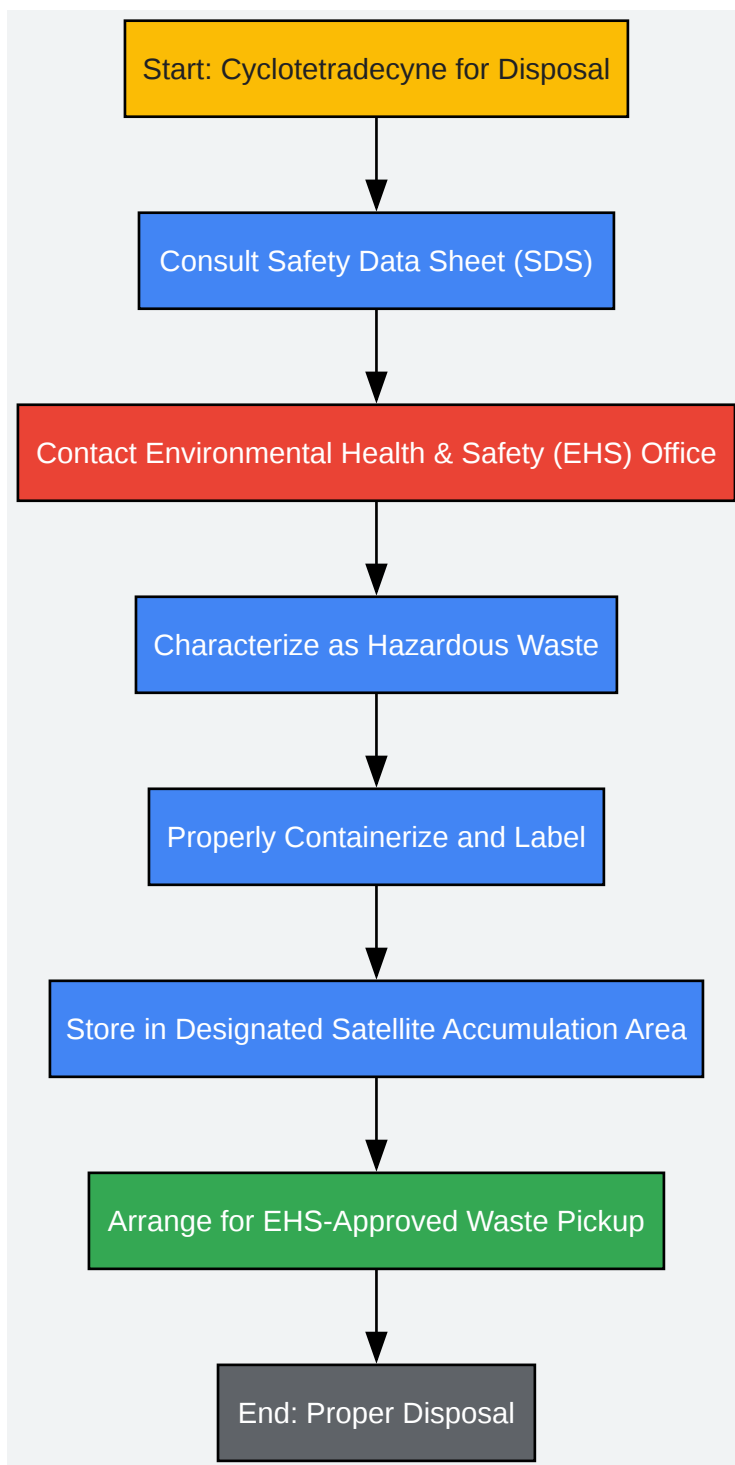 Start: Cyclotetradecyne for Disposal
Consult Safety Data Sheet (SDS)
Contact Environmental Health & Safety (EHS) Office
Characterize as Hazardous Waste
Properly Containerize and Label
Store in Designated Satellite Accumulation Area
Arrange for EHS-Approved Waste Pickup
End: Proper Disposal